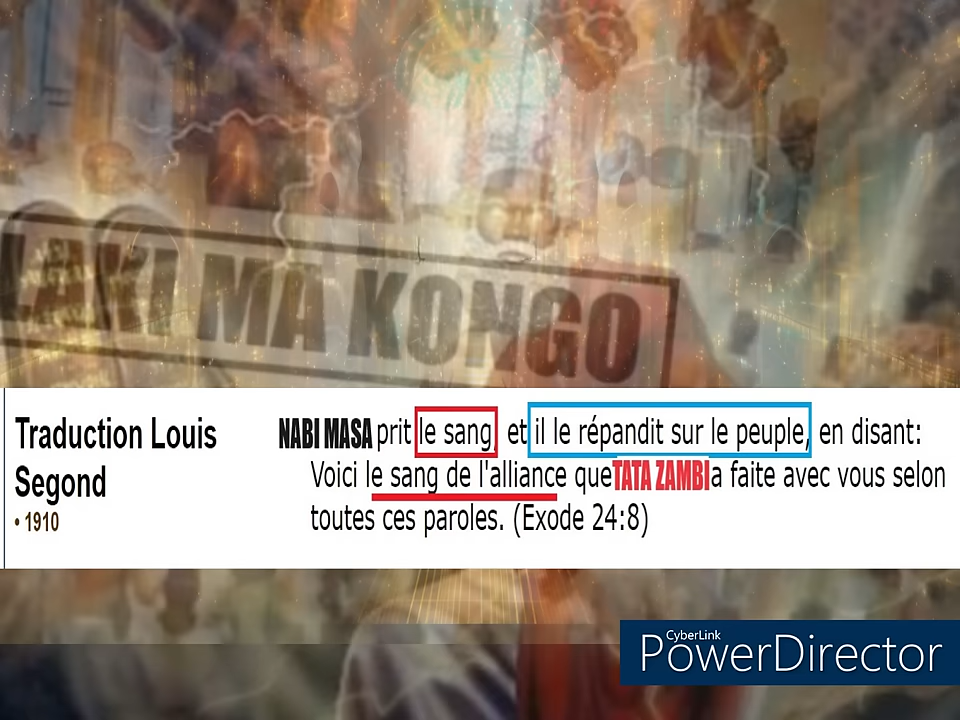 LAKI MA KONGO
Traduction Louis
Segond
• 1910
NABI MASA prit le sang, et il le répandit sur le peuple, en disant:
Voici le sang de l'alliance que TATA ZAMBI a faite avec vous selon
toutes ces paroles. (Exode 24:8)
CyberLink
PowerDirector